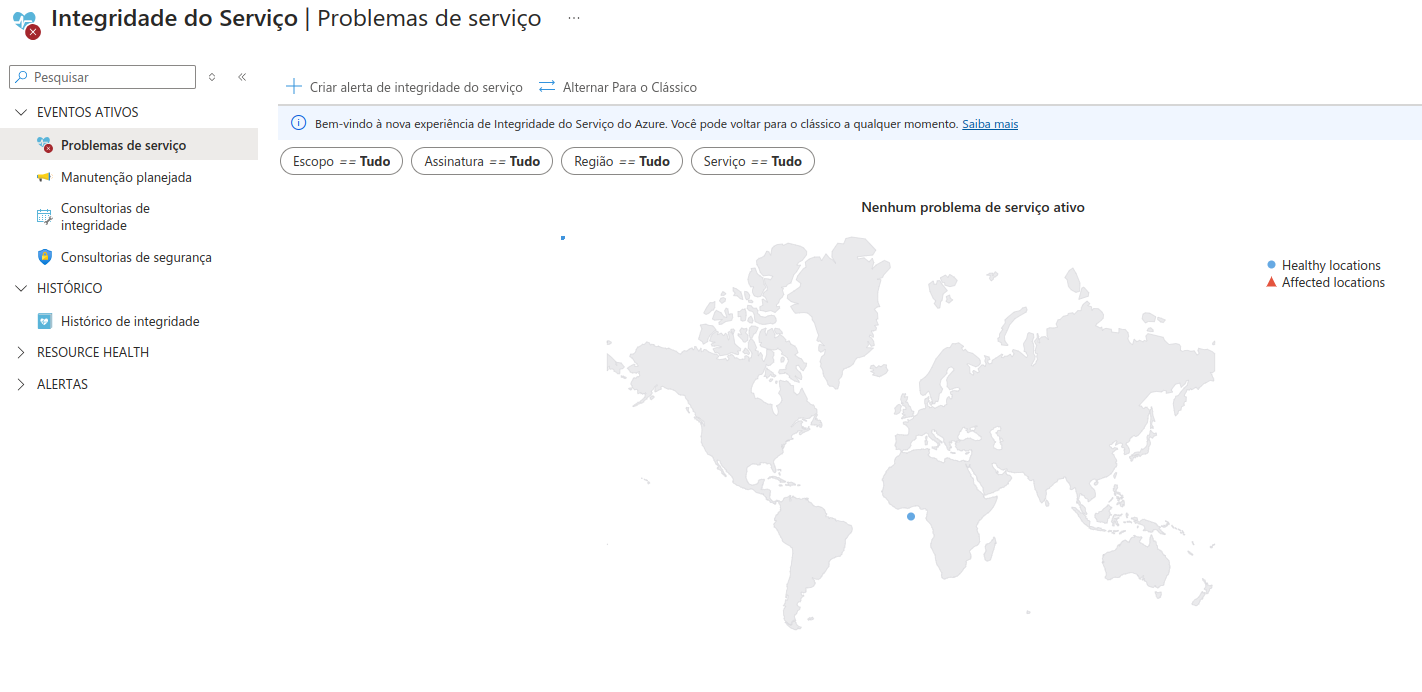 Integridade do Serviço | Problemas de serviço ...
Pesquisar
EVENTOS ATIVOS
Problemas de serviço
Manutenção planejada
Consultorias de
integridade
Consultorias de segurança
HISTÓRICO
Histórico de integridade
RESOURCE HEALTH
ALERTAS
Criar alerta de integridade do serviço
Alternar Para o Clássico
Bem-vindo à nova experiência de Integridade do Serviço do Azure. Você pode voltar para o clássico a qualquer momento. Saiba mais
Escopo == Tudo
Assinatura == Tudo
Região == Tudo
Serviço == Tudo
Nenhum problema de serviço ativo
Healthy locations
Affected locations